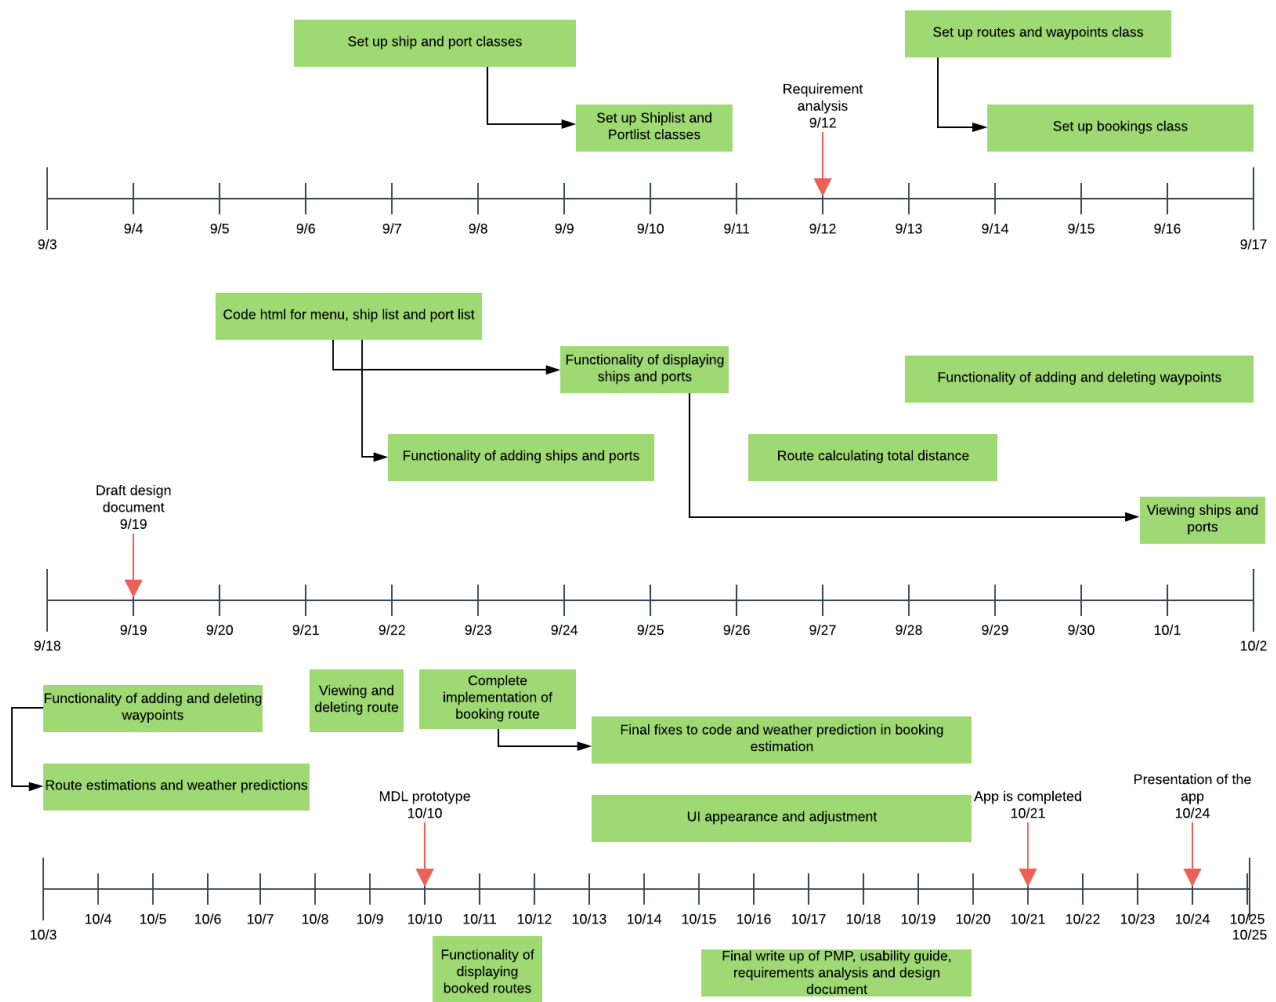 Set up ship and port classes
Set up routes and waypoints class
Requirement
analysis
9/12
Set up Shiplist and
Portlist classes
Set up bookings class
9/3
9/4
9/5
9/6
9/7
9/8
9/9
9/10
9/11
9/12
9/13
9/14
9/15
9/16
9/17
Code html for menu, ship list and port list
Functionality of displaying
ships and ports
Functionality of adding and deleting waypoints
Functionality of adding ships and ports
Route calculating total distance
Draft design
document
9/19
Viewing ships and
ports
9/18
9/19
9/20
9/21
9/22
9/23
9/24
9/25
9/26
9/27
9/28
9/29
9/30
10/1
10/2
Functionality of adding and deleting
waypoints
Viewing and
deleting route
Complete
implementation of
booking route
Final fixes to code and weather prediction in booking
estimation
Route estimations and weather predictions
MDL prototype
10/10
UI appearance and adjustment
App is completed
10/21
Presentation of the
app
10/24
10/3
10/4
10/5
10/6
10/7
10/8
10/9
10/10
10/11
10/12
10/13
10/14
10/15
10/16
10/17
10/18
10/19
10/20
10/21
10/22
10/23
10/24
10/25
10/25
Functionality of
displaying
booked routes
Final write up of PMP, usability guide,
requirements analysis and design
document